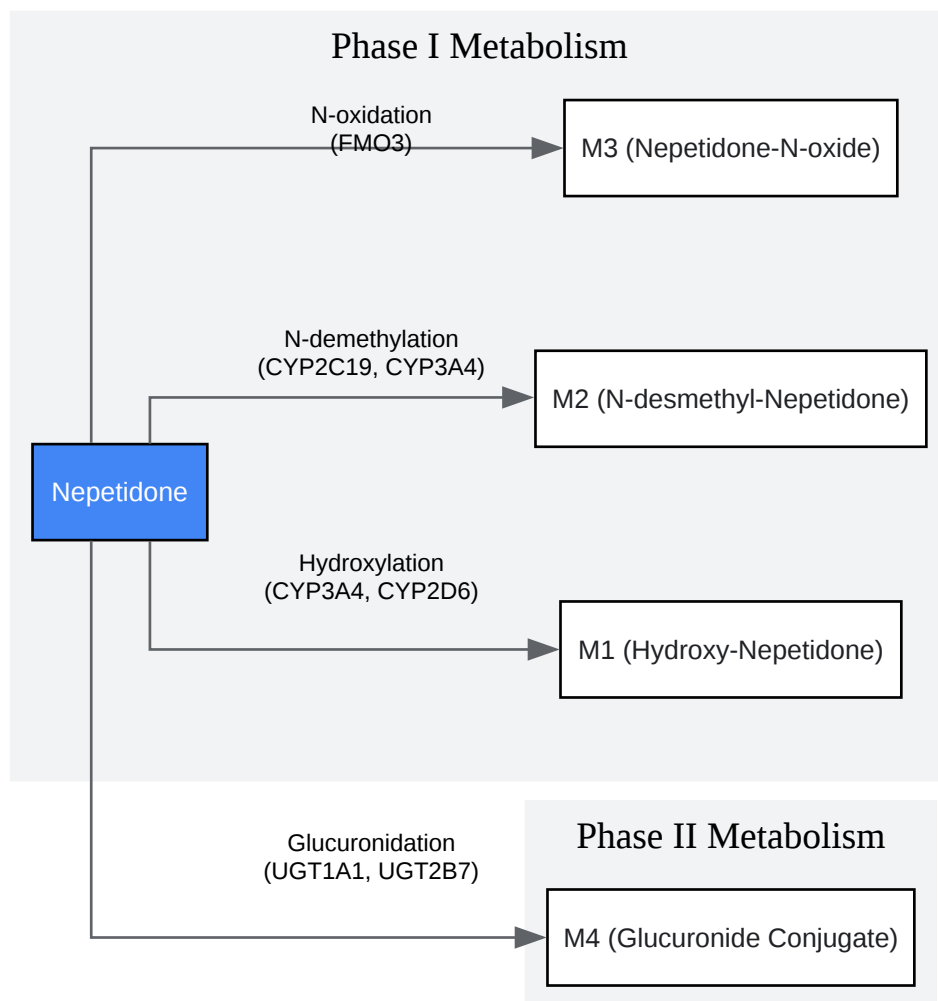 Phase I Metabolism
N-oxidation
(FMO3)
M3 (Nepetidone-N-oxide)
N-demethylation
(CYP2C19, CYP3A4)
M2 (N-desmethyl-Nepetidone)
Nepetidone
Hydroxylation
(CYP3A4, CYP2D6)
M1 (Hydroxy-Nepetidone)
Glucuronidation
(UGT1A1, UGT2B7)
Phase II Metabolism
M4 (Glucuronide Conjugate)